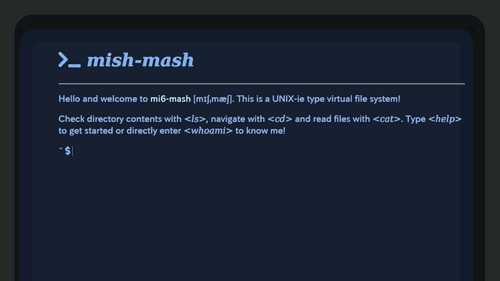 >_ mish-mash
Hello and welcome to mi6-mash [mɪʃˌmæʃ]. This is a UNIX-ie type virtual file system!
Check directory contents with <ls>, navigate with <cd> and read files with <cat>. Type <help>
to get started or directly enter <whoami> to know me!
~ $